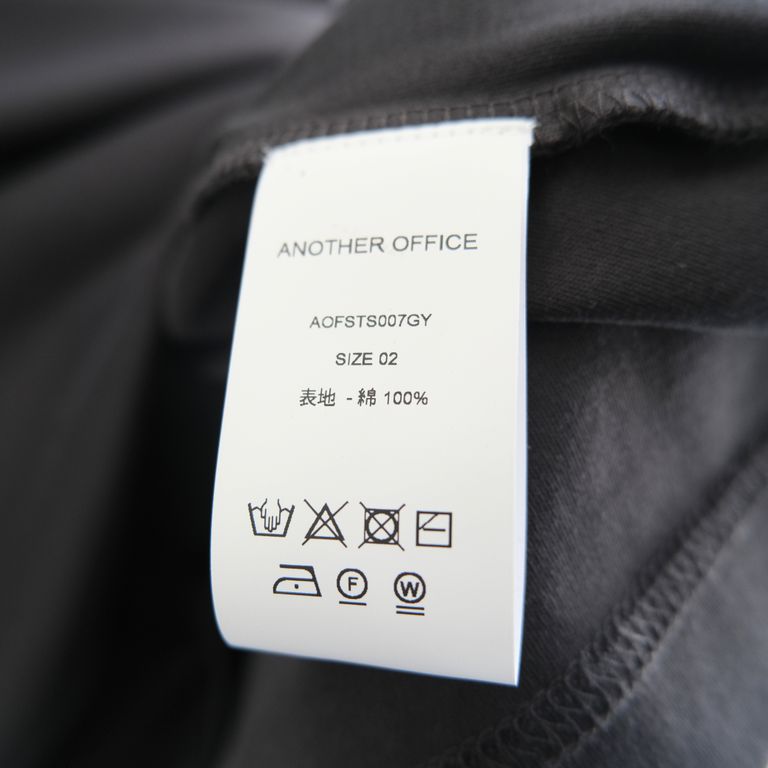 ANOTHER OFFICE
AOFSTS007GY
SIZE 02
表地 - 綿 100%
F W